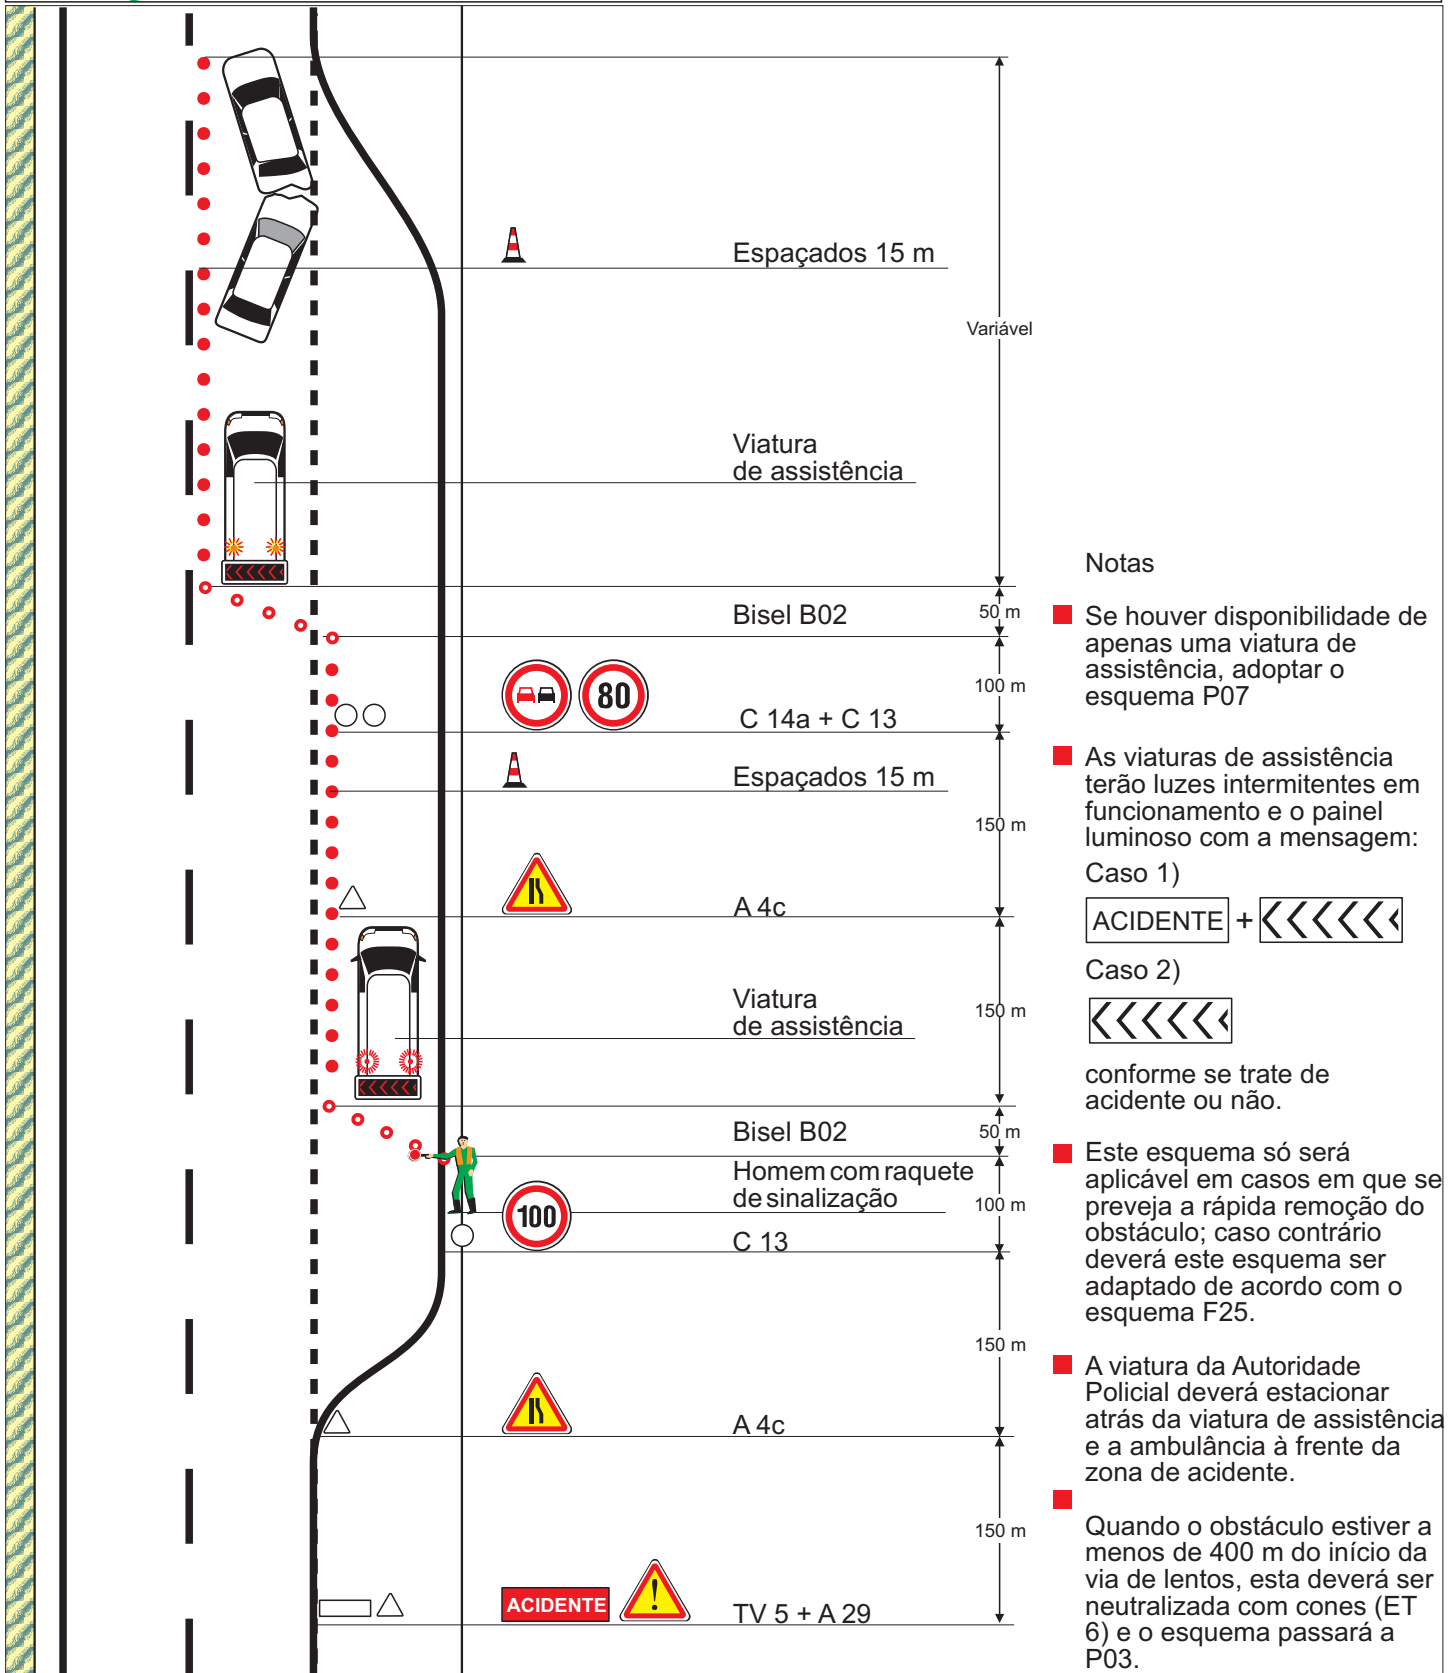 Espaçados 15 m
Variável
Viatura
de assistência
Bisel B02
50 m
100 m
80
C 14a + C 13
Espaçados 15 m
150 m
A 4c
Viatura
de assistência
150 m
Bisel B02
50 m
Homem com raquete
de sinalização
100
100 m
C 13
150 m
A 4c
150 m
ACIDENTE
!
TV 5 + A 29
Notas
Se houver disponibilidade de
apenas uma viatura de
assistência, adoptar o
esquema P07
As viaturas de assistência
terão luzes intermitentes em
funcionamento e o painel
luminoso com a mensagem:
Caso 1)
ACIDENTE +
Caso 2)
conforme se trate de
acidente ou não.
Este esquema só será
aplicável em casos em que se
preveja a rápida remoção do
obstáculo; caso contrário
deverá este esquema ser
adaptado de acordo com o
esquema F25.
A viatura da Autoridade
Policial deverá estacionar
atrás da viatura de assistência
e a ambulância à frente da
zona de acidente.
Quando o obstáculo estiver a
menos de 400 m do início da
via de lentos, esta deverá ser
neutralizada com cones (ET
6) e o esquema passará a
P03.